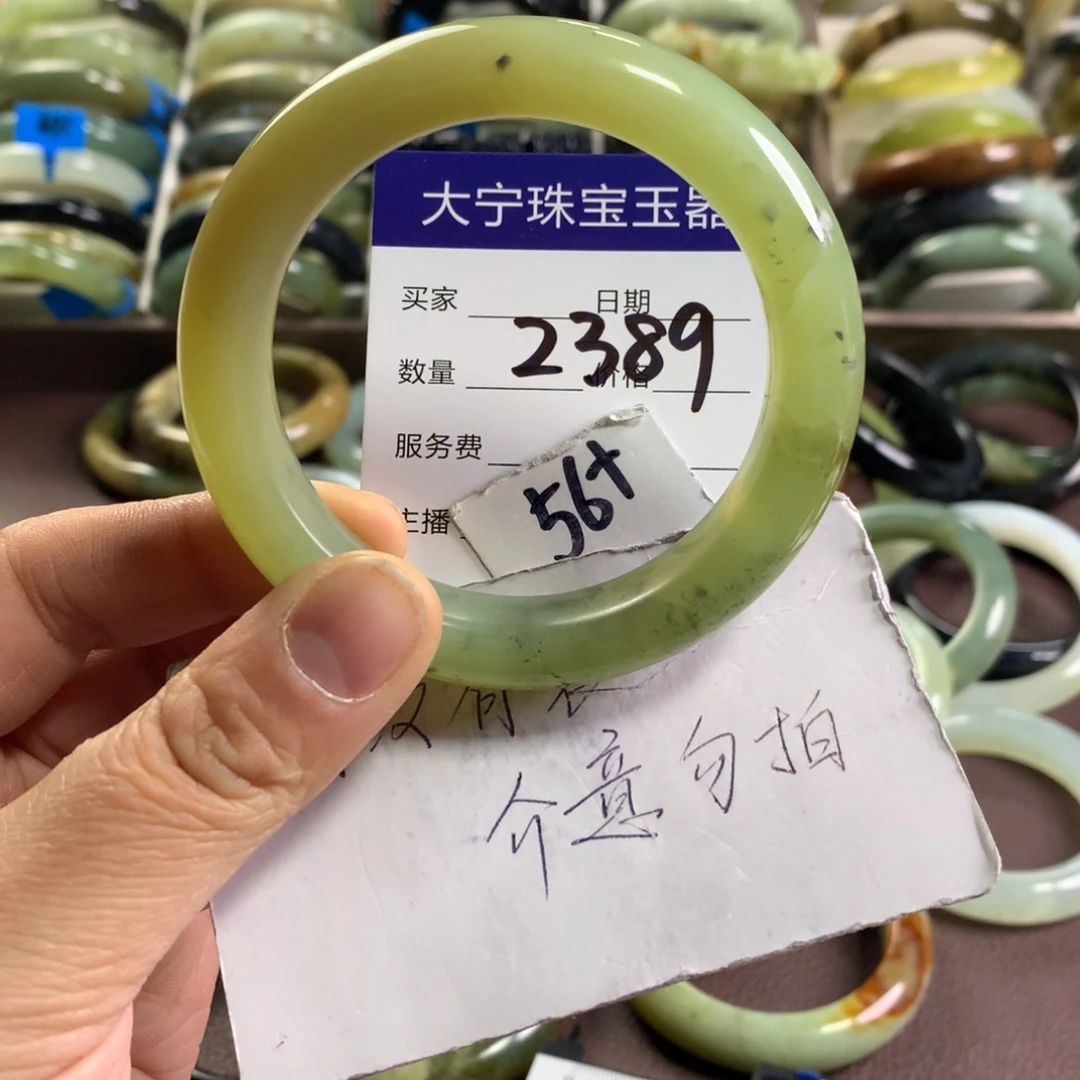 大宁珠宝玉器
买家 日期
2389
数量 价格
服务费
56+
主播
介意勿拍